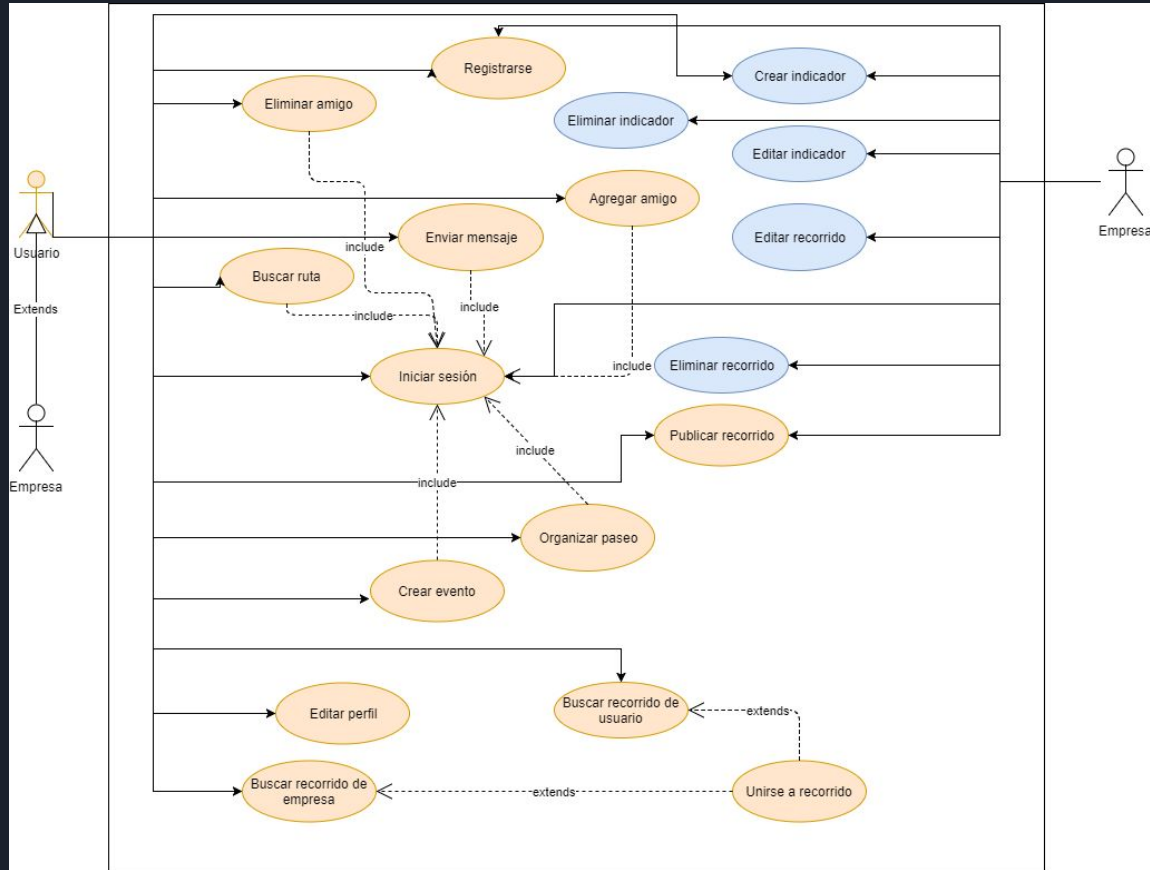 Registrarse
Crear indicador
Eliminar amigo
Eliminar indicador
Editar indicador
Agregar amigo
Enviar mensaje
Editar recorrido
Empresa
include
Usuario
Buscar ruta
Extends
include
include
include
Eliminar recorrido
Iniciar sesión
Publicar recorrido
include
include
Empresa
Organizar paseo
Crear evento
Editar perfil
Buscar recorrido de
usuario
extends
Buscar recorrido de
empresa
extends
Unirse a recorrido